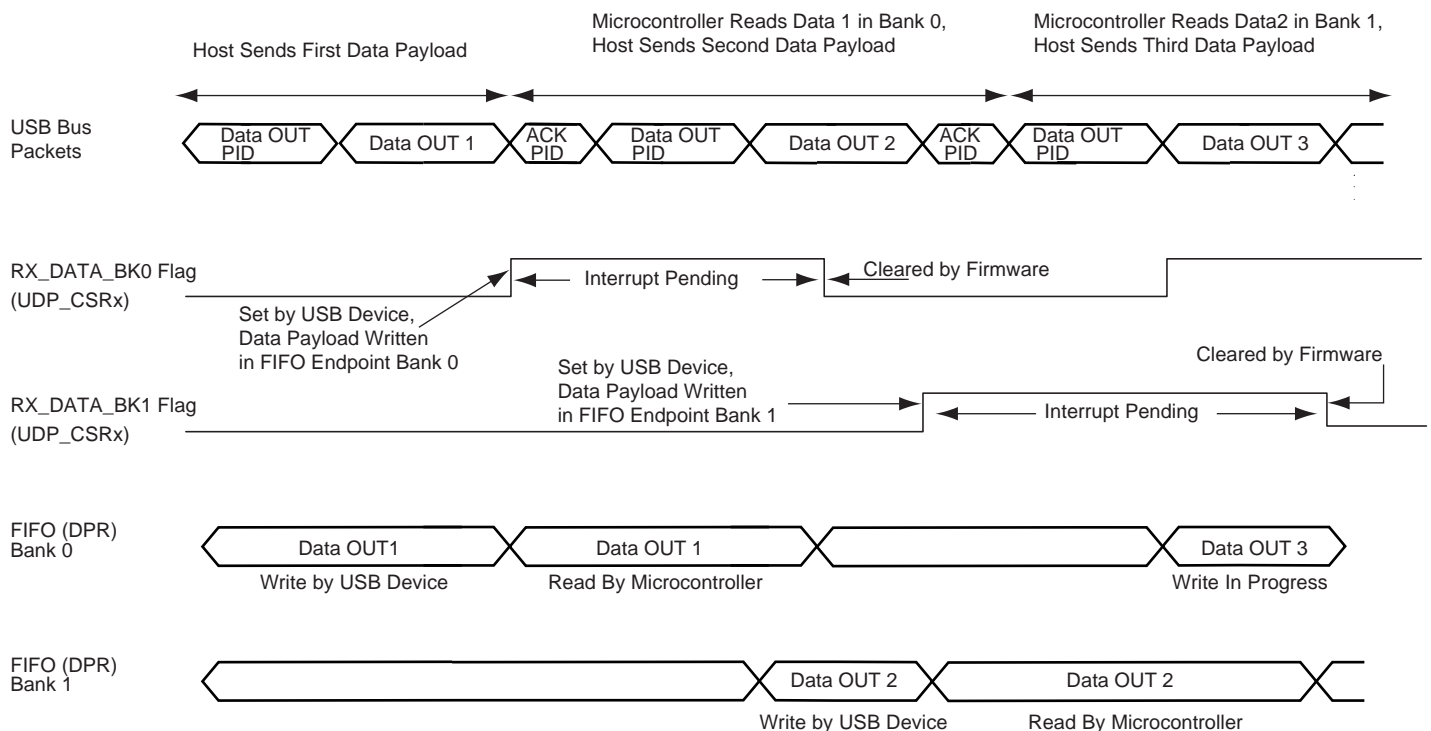 Microcontroller Reads Data 1 in Bank 0,
Host Sends Second Data Payload
Microcontroller Reads Data2 in Bank 1,
Host Sends Third Data Payload
Host Sends First Data Payload
USB Bus
Packets
Data OUT
PID
Data OUT 1
ACK
PID
Data OUT
PID
Data OUT 2
ACK
PID
Data OUT
PID
Data OUT 3
RX_DATA_BK0 Flag
(UDP_CSRx)
Interrupt Pending
Cleared by Firmware
Set by USB Device,
Data Payload Written
in FIFO Endpoint Bank 0
Set by USB Device,
Data Payload Written
in FIFO Endpoint Bank 1
Cleared by Firmware
RX_DATA_BK1 Flag
(UDP_CSRx)
Interrupt Pending
FIFO (DPR)
Bank 0
Data OUT1
Data OUT 1
Data OUT 3
Write by USB Device
Read By Microcontroller
Write In Progress
FIFO (DPR)
Bank 1
Data OUT 2
Data OUT 2
Write by USB Device
Read By Microcontroller